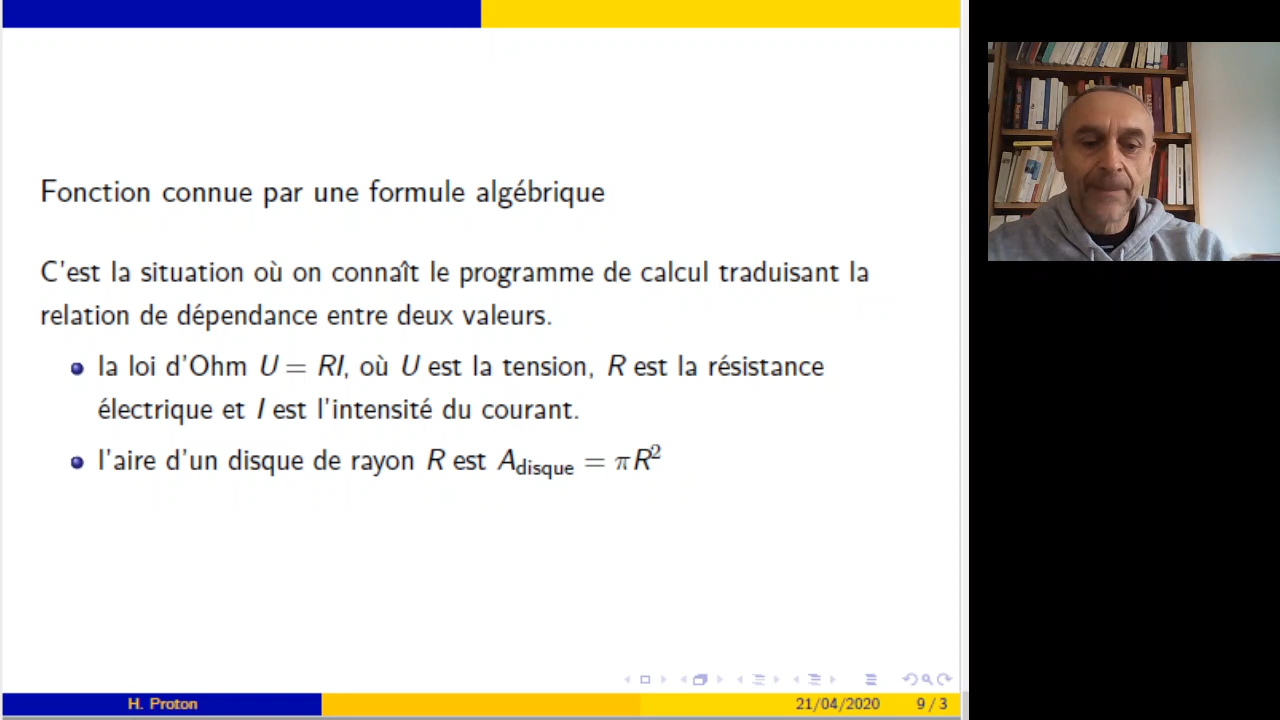 Fonction connue par une formule algébrique
C'est la situation où on connaît le programme de calcul traduisant la
relation de dépendance entre deux valeurs.
la loi d'Ohm U = RI, où U est la tension, R est la résistance
électrique et I est l'intensité du courant.
l'aire d'un disque de rayon R est A_disque = πR²
H. Proton 21/04/2020 9 / 3